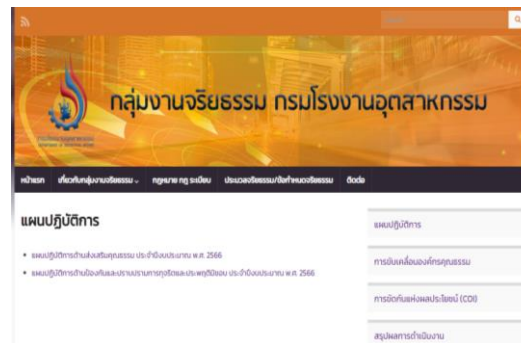 กลุ่มงานจริยธรรม กรมโรงงานอุตสาหกรรม
หน้าแรก เกี่ยวกับกลุ่มงานจริยธรรม กฎหมาย กฎ ระเบียบ ประมวลจริยธรรม/ข้อกำหนดจริยธรรม ติดต่อ
แผนปฏิบัติการ
แผนปฏิบัติการด้านส่งเสริมคุณธรรม ประจำปีงบประมาณ พ.ศ. 2566
แผนปฏิบัติการด้านป้องกันและปราบปรามการทุจริตและประพฤติมิชอบ ประจำปีงบประมาณ พ.ศ. 2566
แผนปฏิบัติการ
การขับเคลื่อนองค์กรคุณธรรม
การขัดกันแห่งผลประโยชน์ (COI)
สรุปผลการดำเนินงาน